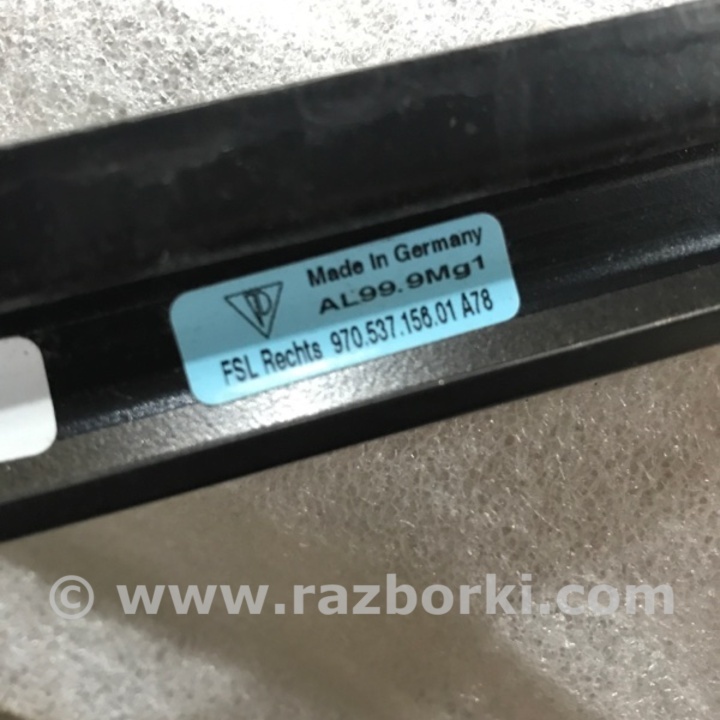 Made In Germany
AL99.9Mg1
FSL Rechts 970.537.156.01 A78
© www.razborki.com